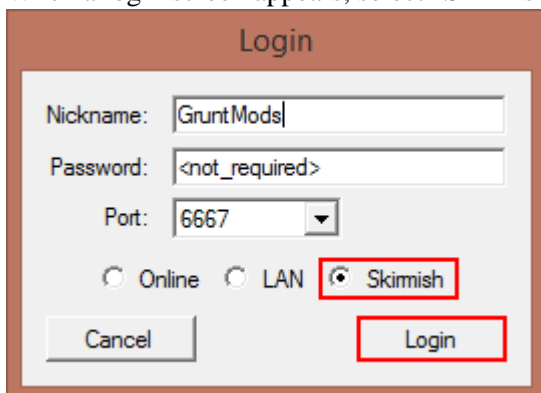 Login
Nickname: GruntMods
Password: <not_required>
Port: 6667
Online LAN Skirmish
Cancel Login